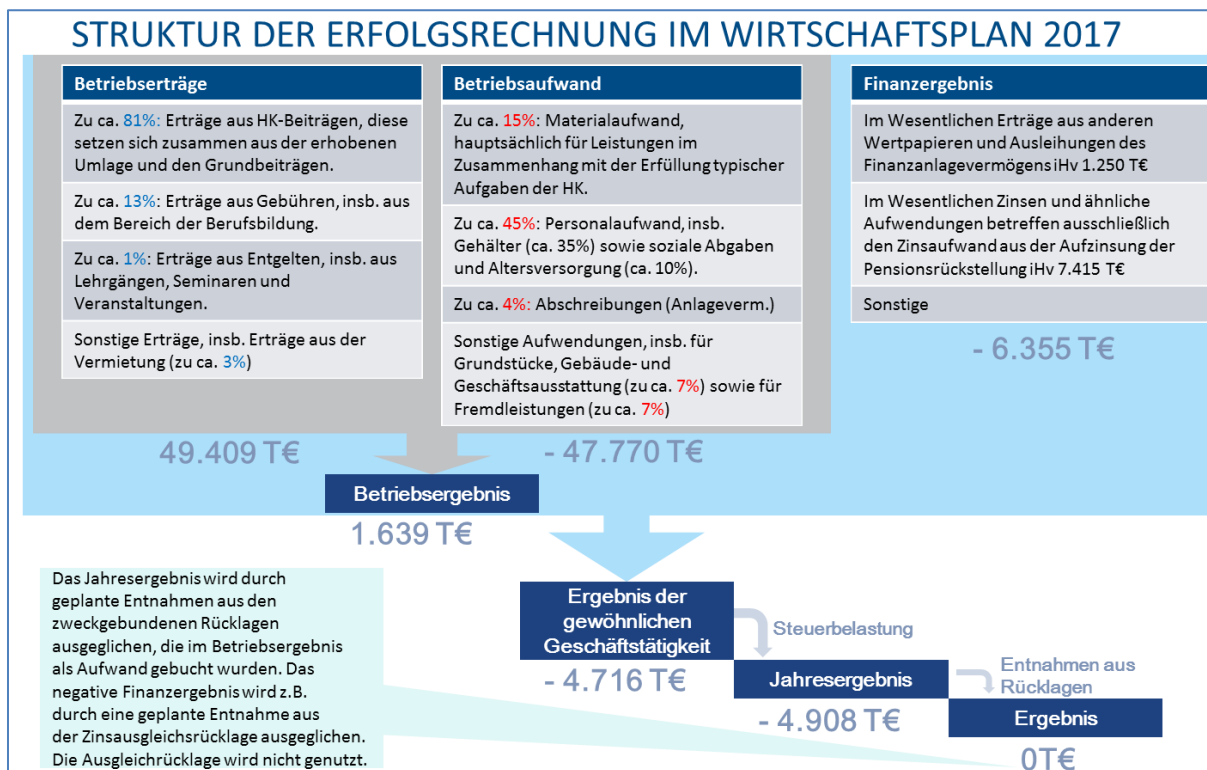 STRUKTUR DER ERFOLGSRECHNUNG IM WIRTSCHAFTSPLAN 2017
Betriebserträge
Zu ca. 81%: Erträge aus HK-Beiträgen, diese
setzen sich zusammen aus der erhobenen
Umlage und den Grundbeiträgen.
Zu ca. 13%: Erträge aus Gebühren, insb. aus
dem Bereich der Berufsbildung.
Zu ca. 1%: Erträge aus Entgelten, insb. aus
Lehrgängen, Seminaren und
Veranstaltungen.
Sonstige Erträge, insb. Erträge aus der
Vermietung (zu ca. 3%)
49.409 T€
Betriebsaufwand
Zu ca. 15%: Materialaufwand,
hauptsächlich für Leistungen im
Zusammenhang mit der Erfüllung typischer
Aufgaben der HK.
Zu ca. 45%: Personalaufwand, insb.
Gehälter (ca. 35%) sowie soziale Abgaben
und Altersversorgung (ca. 10%).
Zu ca. 4%: Abschreibungen (Anlageverm.)
Sonstige Aufwendungen, insb. für
Grundstücke, Gebäude- und
Geschäftsausstattung (zu ca. 7%) sowie für
Fremdleistungen (zu ca. 7%)
- 47.770 T€
Finanzergebnis
Im Wesentlichen Erträge aus anderen
Wertpapieren und Ausleihungen des
Finanzanlagevermögens iHv 1.250 T€
Im Wesentlichen Zinsen und ähnliche
Aufwendungen betreffen ausschließlich
den Zinsaufwand aus der Aufzinsung der
Pensionsrückstellung iHv 7.415 T€
Sonstige
- 6.355 T€
Betriebsergebnis
1.639 T€
Das Jahresergebnis wird durch
geplante Entnahmen aus den
zweckgebundenen Rücklagen
ausgeglichen, die im Betriebsergebnis
als Aufwand gebucht wurden. Das
negative Finanzergebnis wird z.B.
durch eine geplante Entnahme aus
der Zinsausgleichsrücklage ausgeglichen.
Die Ausgleichrücklage wird nicht genutzt.
Ergebnis der
gewöhnlichen
Geschäftstätigkeit
- 4.716 T€
Steuerbelastung
Jahresergebnis
- 4.908 T€
Entnahmen aus
Rücklagen
Ergebnis
0T€